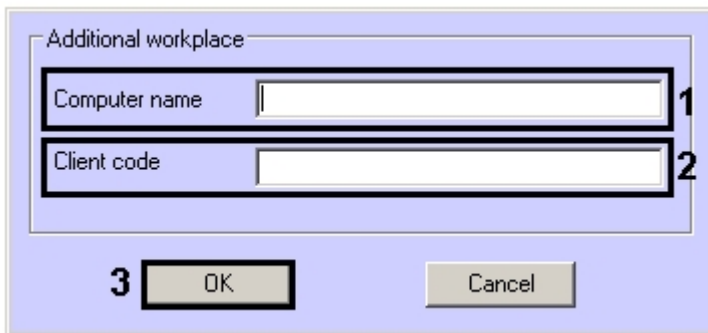 Additional workplace
Computer name 1
Client code 2
3 OK Cancel